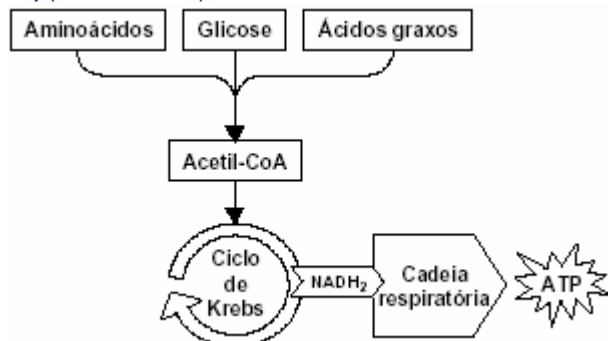 Aminoácidos
Glicose
Ácidos graxos
Acetil-CoA
Ciclo
de
Krebs
NADH₂
Cadeia
respiratória
ATP